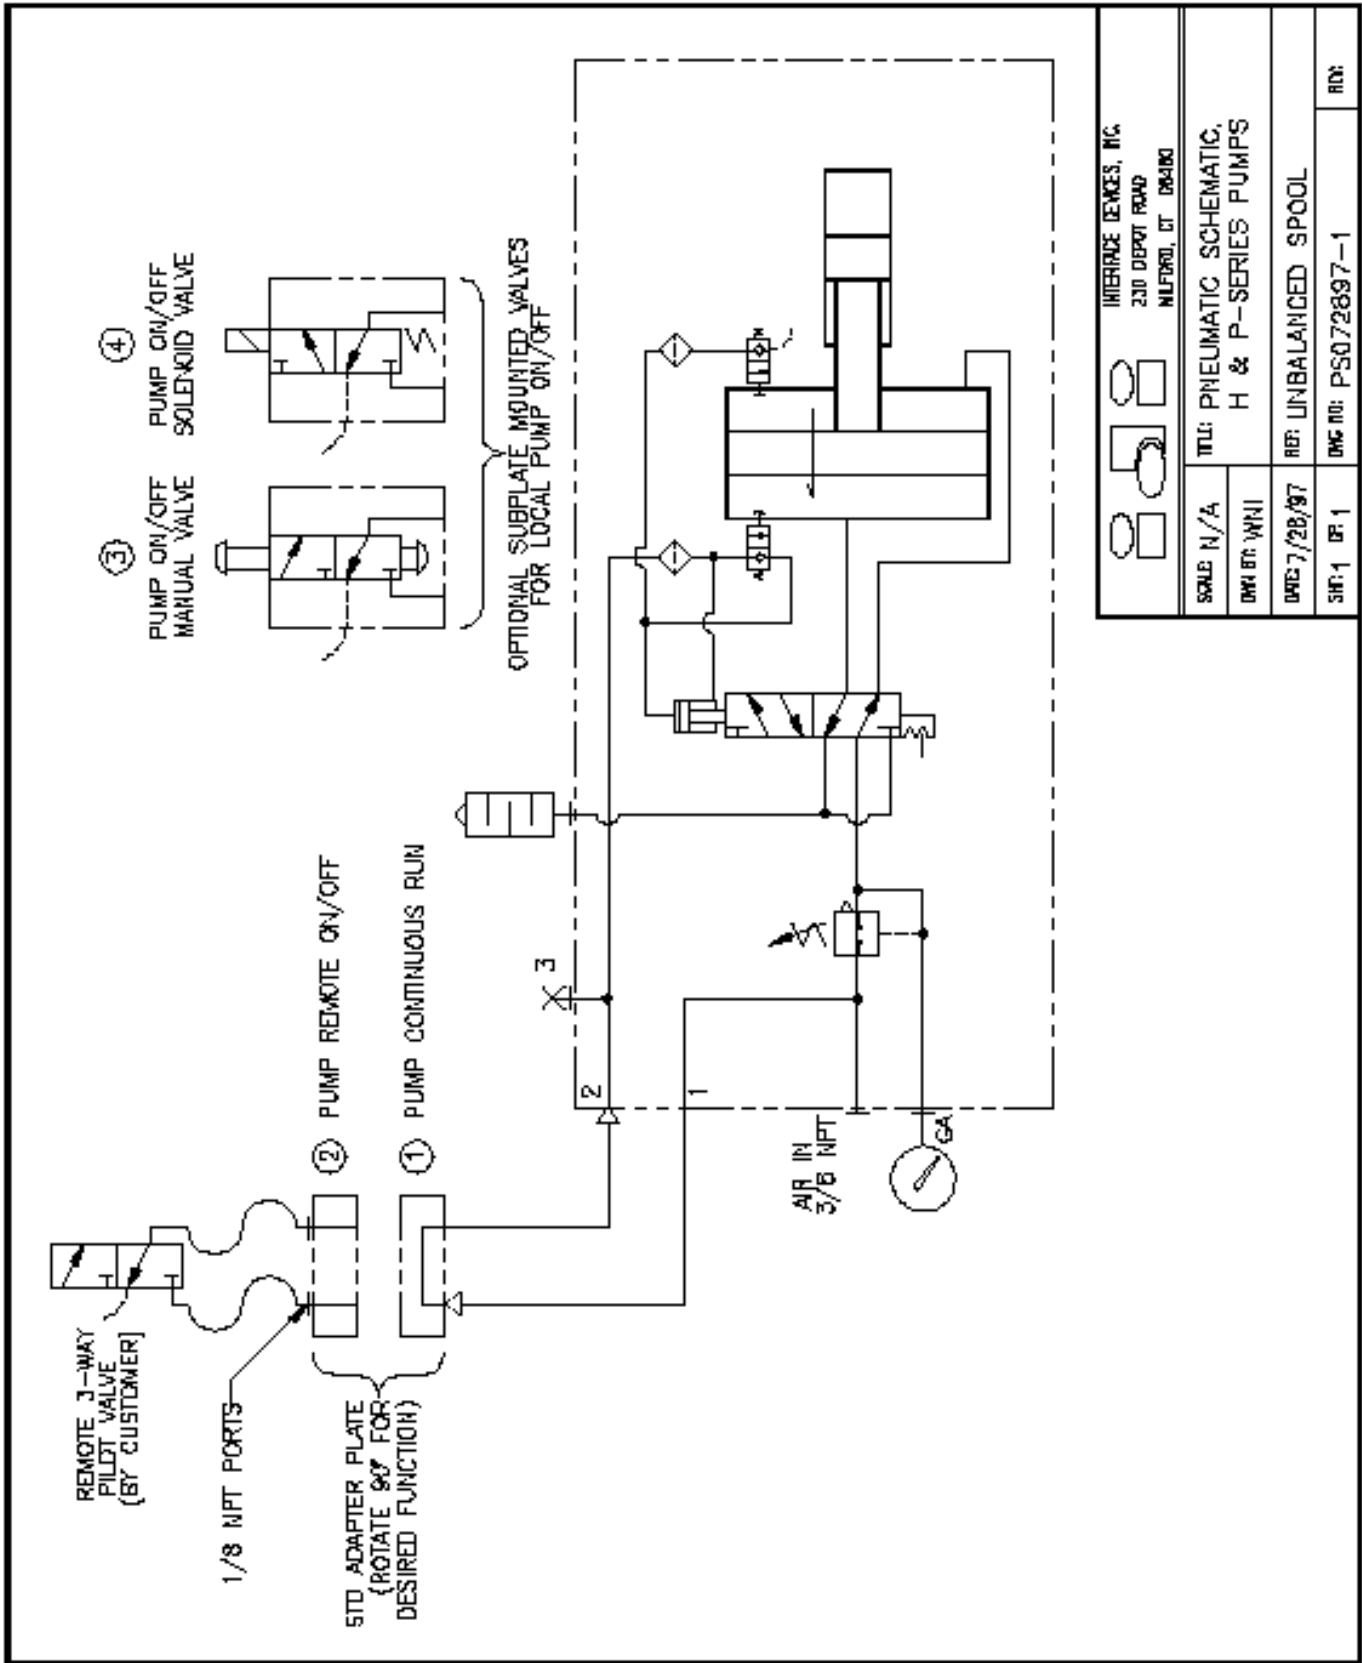 REMOTE 3-WAY
PILOT VALVE
(BY CUSTOMER)
1/8 NPT PORTS
STD ADAPTER PLATE
(ROTATE 90° FOR
DESIRED FUNCTION)
2 PUMP REMOTE ON/OFF
1 PUMP CONTINUOUS RUN
3
PUMP ON/OFF
MANUAL VALVE
4
PUMP ON/OFF
SOLENOID VALVE
OPTIONAL SUBPLATE MOUNTED VALVES
FOR LOCAL PUMP ON/OFF
2
3
1
AIR IN
NPT
GA
INTERFACE DEVICES, INC.
230 DEPOT ROAD
MILFORD, CT 06460
SCALE: N/A
TITLE: PNEUMATIC SCHEMATIC,
H & P-SERIES PUMPS
DWN BY: WNI
DATE: 7/28/97
REF: UNBALANCED SPOOL
SHT: 1 OF: 1
DWG NO: PS072897-1
REV: